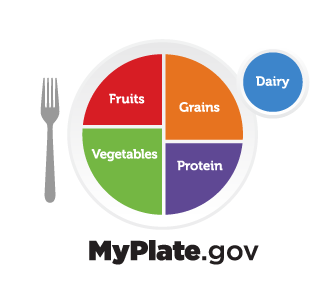 Dairy
Fruits
Grains
Vegetables
Protein
MyPlate.gov